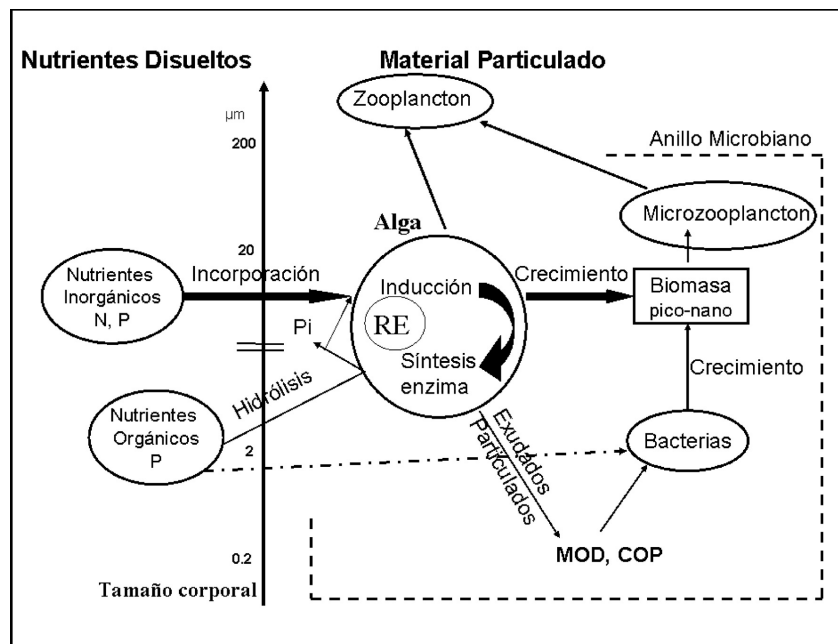 Nutrientes Disueltos
Material Particulado
µm
200
20
2
0.2
Tamaño corporal
Zooplancton
Anillo Microbiano
Microzooplancton
Alga
Nutrientes
Inorgánicos
N, P
Incorporación
Inducción
RE
Síntesis
enzima
Crecimiento
Biomasa
pico-nano
Pi
Hidrólisis
Nutrientes
Orgánicos
P
Crecimiento
Bacterias
Exudados
Particulados
MOD, COP